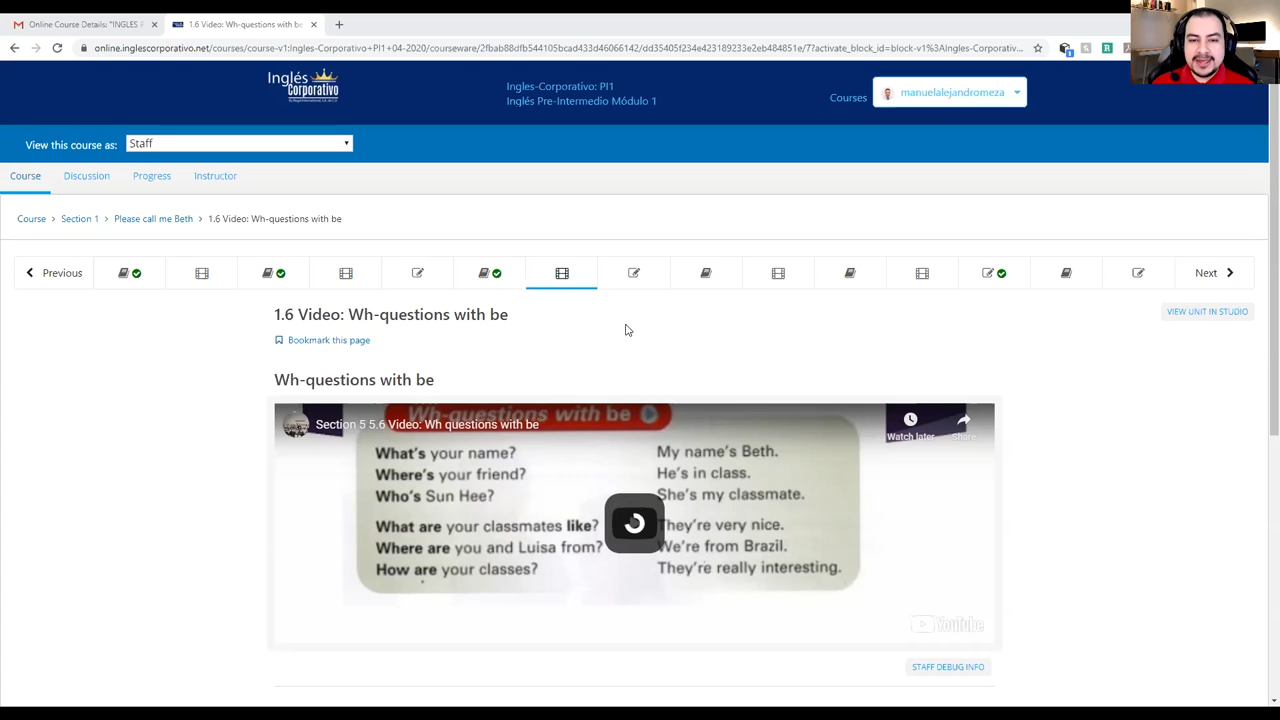 Online Course Details: "INGLES P
1.6 Video: Wh-questions with be
online.inglescorporativo.net/courses/course-v1:Ingles-Corporativo+PI1+04-2020/courseware/2fbab88dfb544105bcad433d46066142/dd35405f234e423189233e2eb484851e/7?activate_block_id=block-v1%3AIngles-Corporativ...
Inglés
Corporativo
Ingles-Corporativo: PI1
Inglés Pre-Intermedio Módulo 1
Courses
manuelalejandromeza
View this course as:
Staff
Course
Discussion
Progress
Instructor
Course > Section 1 > Please call me Beth > 1.6 Video: Wh-questions with be
Previous
Next
1.6 Video: Wh-questions with be
VIEW UNIT IN STUDIO
Bookmark this page
Wh-questions with be
Wh-questions with be
Section 5 5.6 Video: Wh questions with be
Watch later
Share
What's your name? My name's Beth.
Where's your friend? He's in class.
Who's Sun Hee? She's my classmate.
What are your classmates like? They're very nice.
Where are you and Luisa from? We're from Brazil.
How are your classes? They're really interesting.
YouTube
STAFF DEBUG INFO